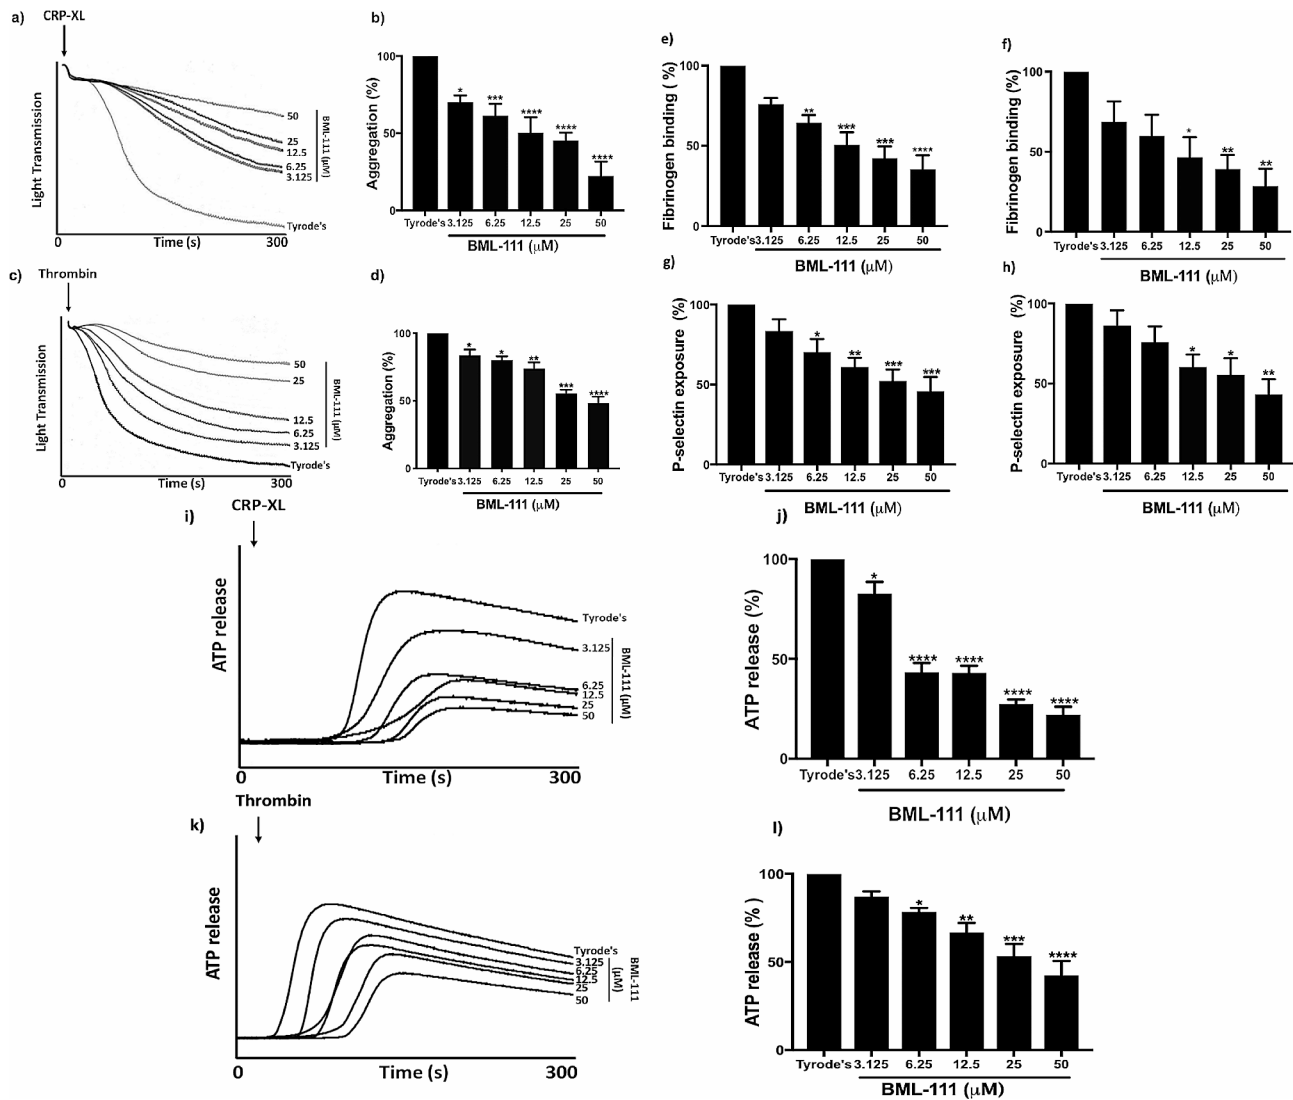 a)
CRP-XL
Light Transmission
50
25
12.5
6.25
3.125
BML-111 (µM)
Tyrode's
0
Time (s)
300
b)
Aggregation (%)
100
50
0
* *** **** **** ****
Tyrode's 3.125 6.25 12.5 25 50
BML-111 (µM)
e)
Fibrinogen binding ( %)
100
50
0
** *** *** ****
Tyrode's 3.125 6.25 12.5 25 50
BML-111 (µM)
f)
Fibrinogen binding (%)
100
50
0
* ** **
Tyrode's 3.125 6.25 12.5 25 50
BML-111 (µM)
c)
Thrombin
Light Transmission
50
25
12.5
6.25
3.125
BML-111 (µM)
Tyrode's
0
Time (s)
300
d)
Aggregation (%)
100
50
0
* * ** *** ****
Tyrode's 3.125 6.25 12.5 25 50
BML-111 (µM)
g)
P-selectin exposure (%)
100
50
0
* ** *** ***
Tyrode's 3.125 6.25 12.5 25 50
BML-111 (µM)
h)
P-selectin exposure (%)
100
50
0
* * **
Tyrode's 3.125 6.25 12.5 25 50
BML-111 (µM)
i)
CRP-XL
ATP release
Tyrode's
3.125
6.25
12.5
25
50
BML-111 (µM)
0
Time (s)
300
j)
ATP release (%)
100
50
0
* **** **** **** ****
Tyrode's 3.125 6.25 12.5 25 50
BML-111 (µM)
k)
Thrombin
ATP release
Tyrode's
3.125
6.25
12.5
25
50
BML-111
(µM)
0
Time (s)
300
l)
ATP release (% )
100
50
0
* ** *** ****
Tyrode's 3.125 6.25 12.5 25 50
BML-111 (µM)